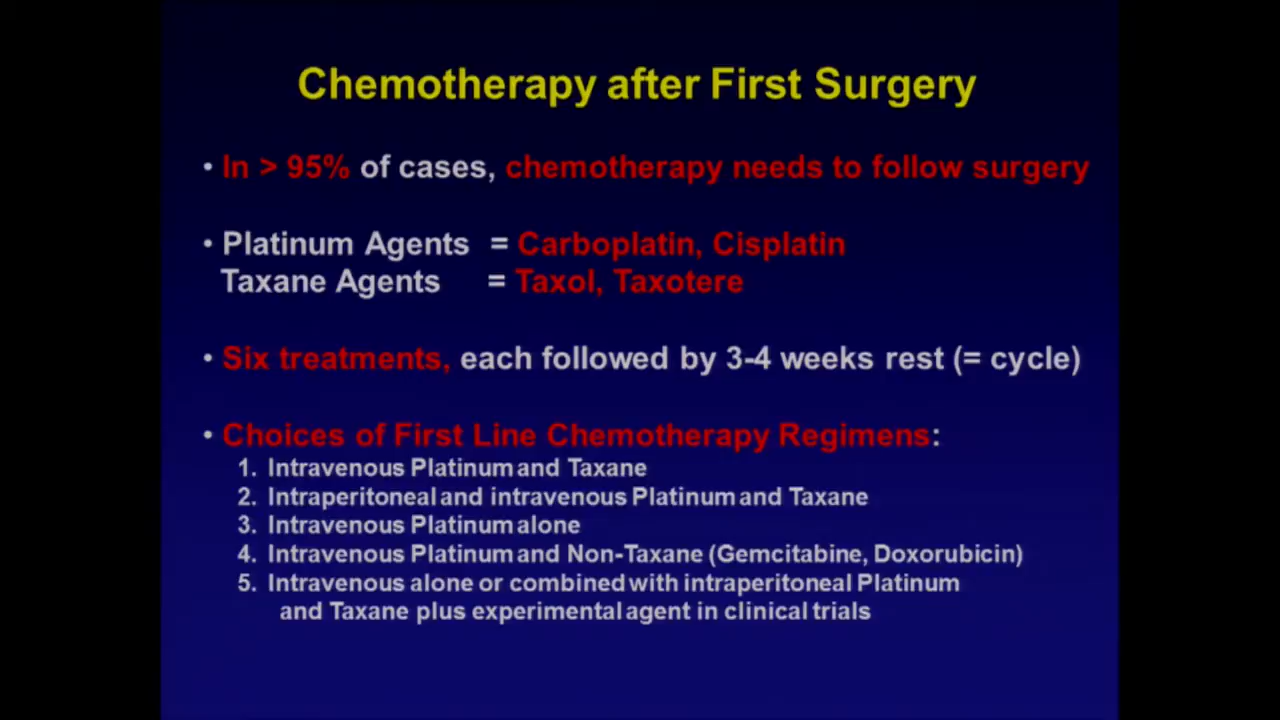 Chemotherapy after First Surgery
• In > 95% of cases, chemotherapy needs to follow surgery
• Platinum Agents = Carboplatin, Cisplatin
Taxane Agents = Taxol, Taxotere
• Six treatments, each followed by 3-4 weeks rest (= cycle)
• Choices of First Line Chemotherapy Regimens:
1. Intravenous Platinum and Taxane
2. Intraperitoneal and intravenous Platinum and Taxane
3. Intravenous Platinum alone
4. Intravenous Platinum and Non-Taxane (Gemcitabine, Doxorubicin)
5. Intravenous alone or combined with intraperitoneal Platinum
and Taxane plus experimental agent in clinical trials